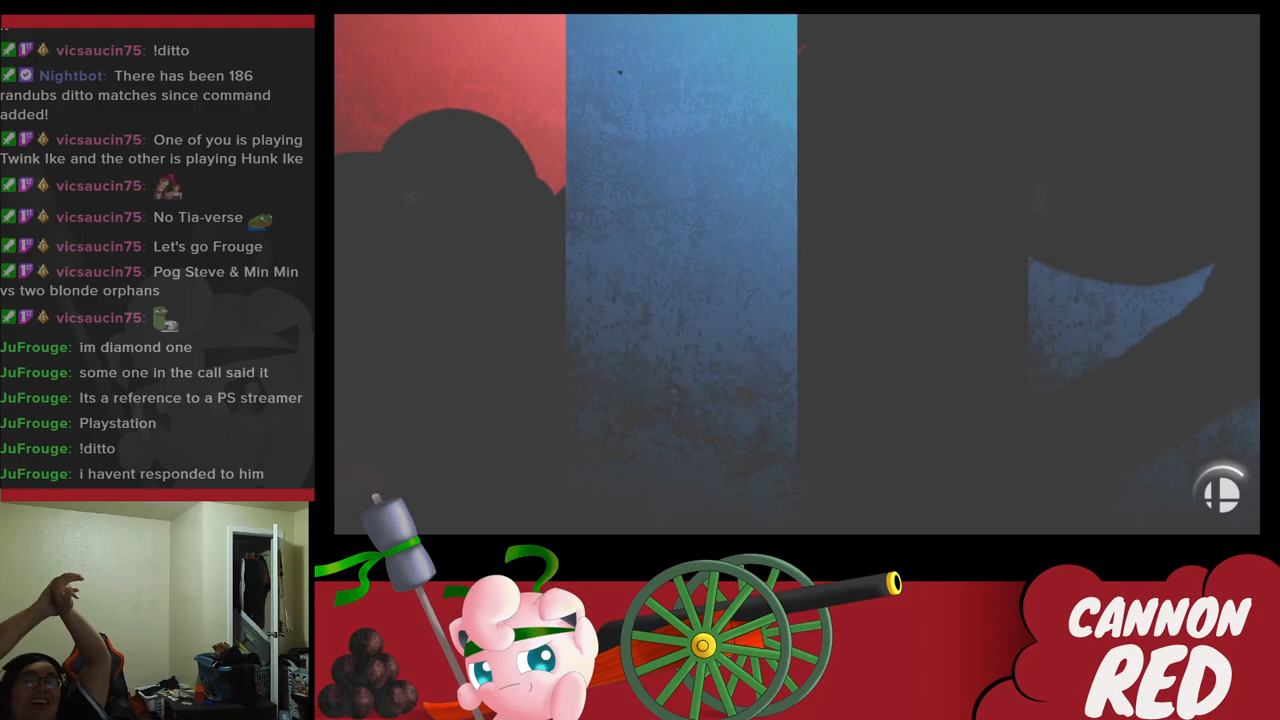 vicsaucin75: !ditto
Nightbot: There has been 186
randubs ditto matches since command
added!
vicsaucin75: One of you is playing
Twink Ike and the other is playing Hunk Ike
vicsaucin75:
vicsaucin75: No Tia-verse
vicsaucin75: Let's go Frouge
vicsaucin75: Pog Steve & Min Min
vs two blonde orphans
vicsaucin75:
JuFrouge: im diamond one
JuFrouge: some one in the call said it
JuFrouge: Its a reference to a PS streamer
JuFrouge: Playstation
JuFrouge: !ditto
JuFrouge: i havent responded to him
CANNON
RED